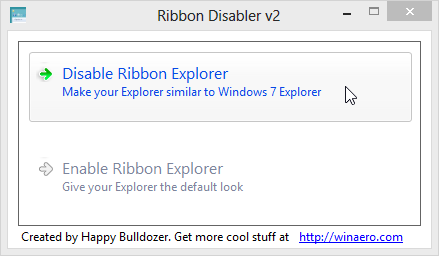 Ribbon Disabler v2
Disable Ribbon Explorer
Make your Explorer similar to Windows 7 Explorer
Enable Ribbon Explorer
Give your Explorer the default look
Created by Happy Bulldozer. Get more cool stuff at http://winaero.com